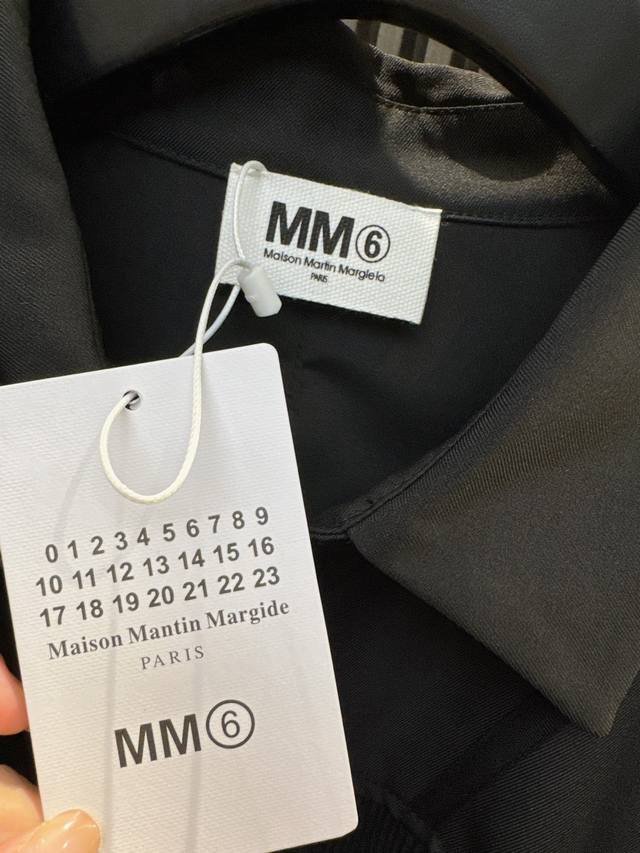 MM⑥
Maison Martin Margiela
PARIS
0 1 2 3 4 5 6 7 8 9
10 11 12 13 14 15 16
17 18 19 20 21 22 23
Maison Mantin Margide
PARIS
MM⑥